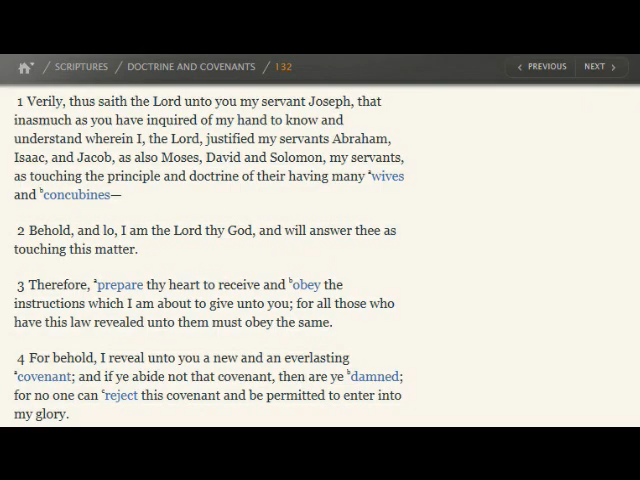 SCRIPTURES / DOCTRINE AND COVENANTS / 132 PREVIOUS NEXT
1 Verily, thus saith the Lord unto you my servant Joseph, that
inasmuch as you have inquired of my hand to know and
understand wherein I, the Lord, justified my servants Abraham,
Isaac, and Jacob, as also Moses, David and Solomon, my servants,
as touching the principle and doctrine of their having many ᵃwives
and ᵇconcubines—
2 Behold, and lo, I am the Lord thy God, and will answer thee as
touching this matter.
3 Therefore, ᵃprepare thy heart to receive and ᵇobey the
instructions which I am about to give unto you; for all those who
have this law revealed unto them must obey the same.
4 For behold, I reveal unto you a new and an everlasting
ᵃcovenant; and if ye abide not that covenant, then are ye ᵇdamned;
for no one can ᶜreject this covenant and be permitted to enter into
my glory.